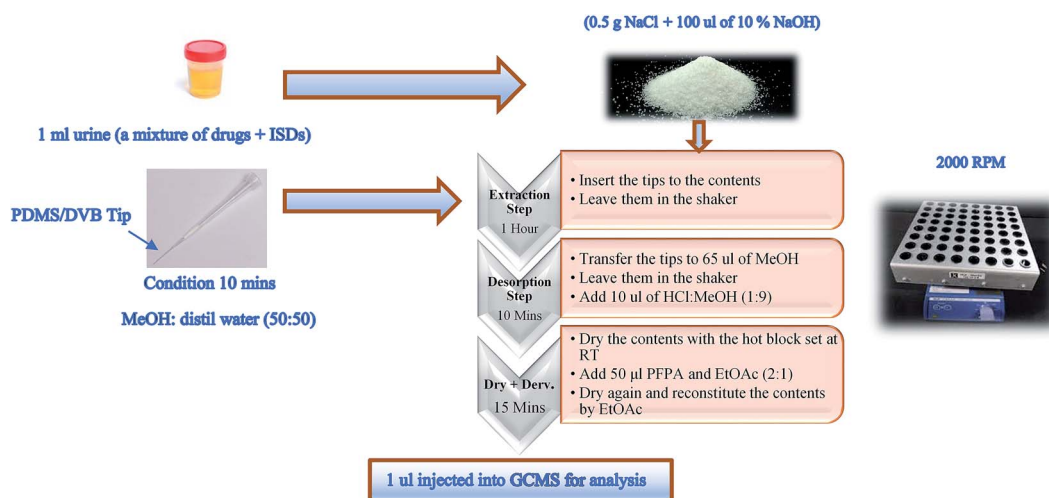 (0.5 g NaCl + 100 ul of 10 % NaOH)
1 ml urine (a mixture of drugs + ISDs)
2000 RPM
PDMS/DVB Tip
Condition 10 mins
MeOH: distil water (50:50)
Extraction
Step
1 Hour
• Insert the tips to the contents
• Leave them in the shaker
Desorption
Step
10 Mins
• Transfer the tips to 65 ul of MeOH
• Leave them in the shaker
• Add 10 ul of HCl:MeOH (1:9)
Dry + Derv.
15 Mins
• Dry the contents with the hot block set at
RT
• Add 50 µl PFPA and EtOAc (2:1)
• Dry again and reconstitute the contents
by EtOAc
1 ul injected into GCMS for analysis